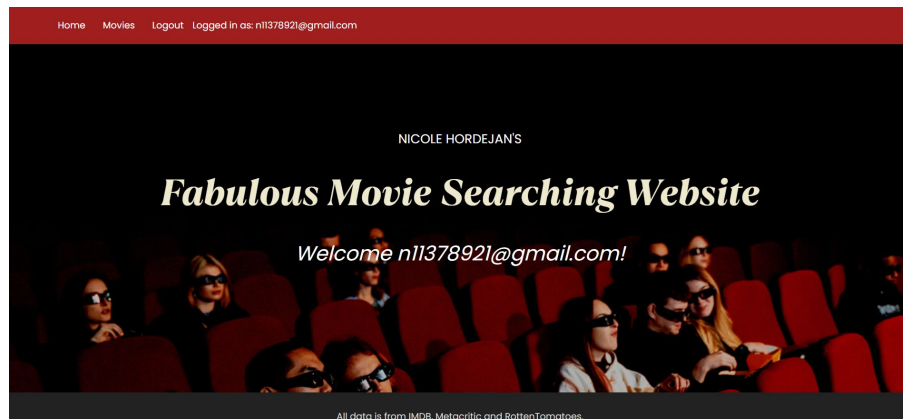 Home Movies Logout Logged in as: n11378921@gmail.com
NICOLE HORDEJAN'S
Fabulous Movie Searching Website
Welcome n11378921@gmail.com!
All data is from IMDB, Metacritic and RottenTomatoes.